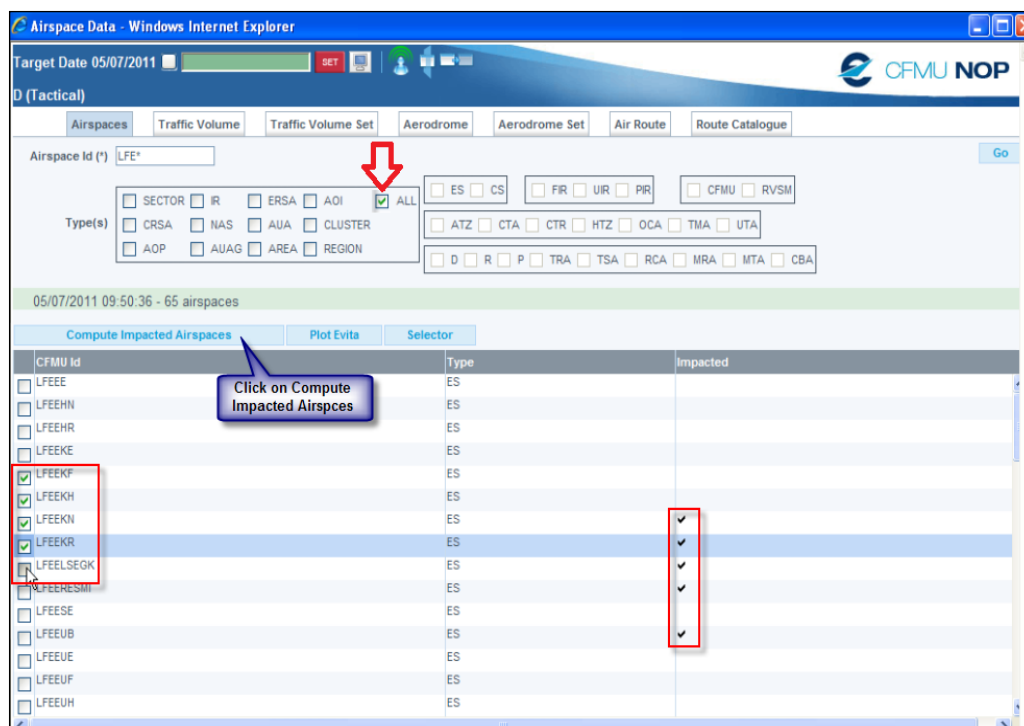 Airspace Data - Windows Internet Explorer
Target Date 05/07/2011 SET
CFMU NOP
D (Tactical)
Airspaces Traffic Volume Traffic Volume Set Aerodrome Aerodrome Set Air Route Route Catalogue
Airspace Id (*) LFE* Go
Type(s)
SECTOR IR ERSA AOI ALL
CRSA NAS AUA CLUSTER
AOP AUAG AREA REGION
ES CS FIR UIR PIR CFMU RVSM
ATZ CTA CTR HTZ OCA TMA UTA
D R P TRA TSA RCA MRA MTA CBA
05/07/2011 09:50:36 - 65 airspaces
Compute Impacted Airspaces Plot Evita Selector
CFMU Id Type Impacted
LFEEE ES
Click on Compute
Impacted Airspces
LFEEHN ES
LFEEHR ES
LFEEKE ES
LFEEKF ES
LFEEKH ES
LFEEKN ES
LFEEKR ES
LFEELSEGK ES
LFEERESMI ES
LFEESE ES
LFEEUB ES
LFEEUE ES
LFEEUF ES
LFEEUH ES